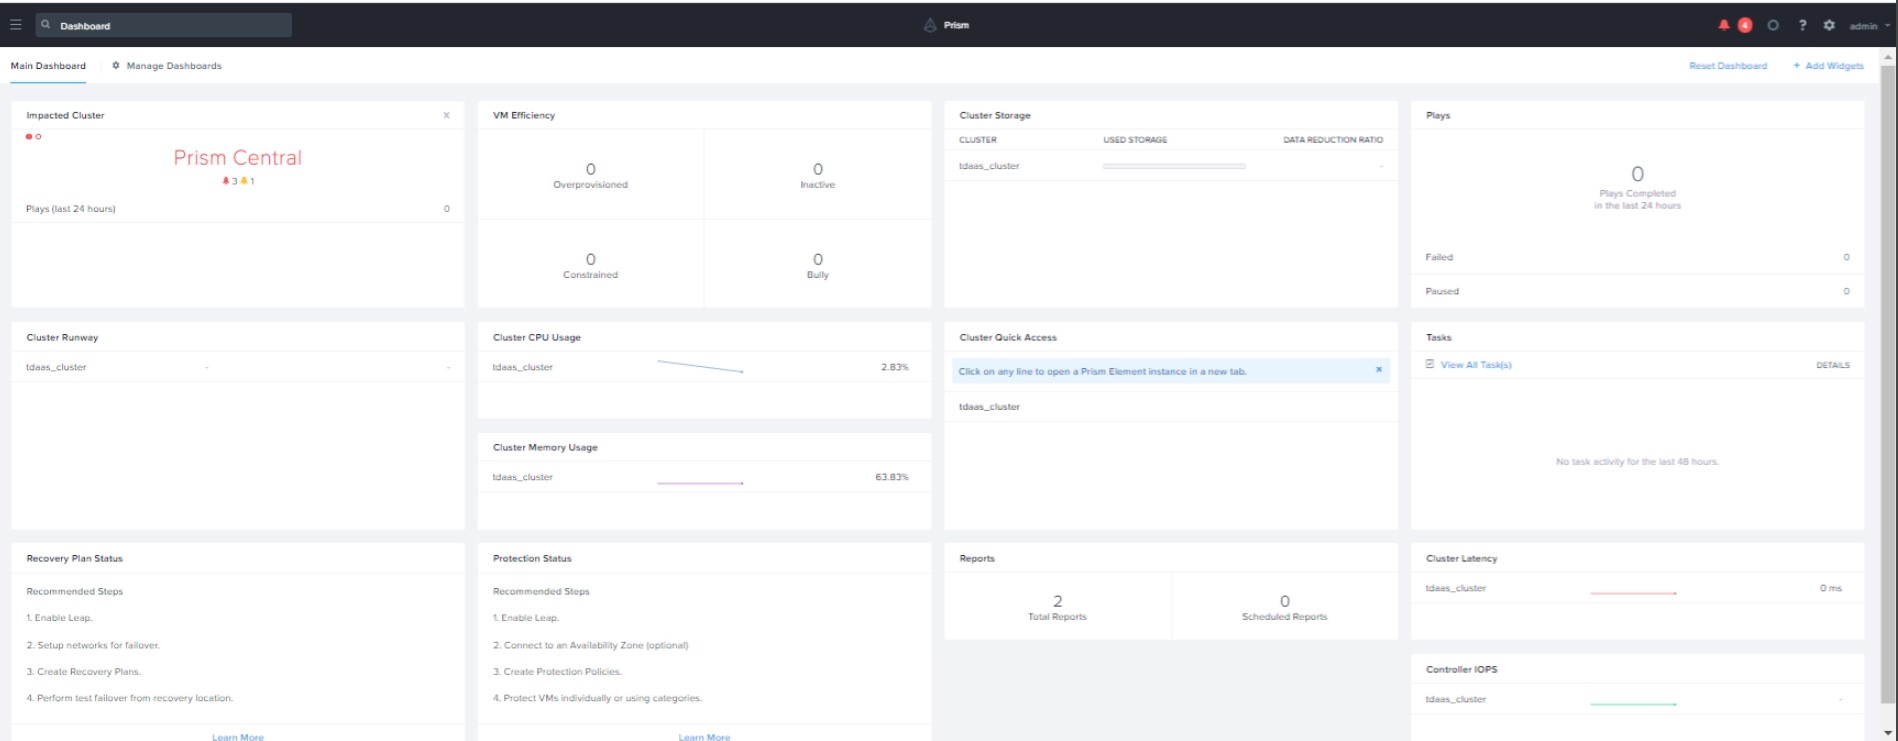 Dashboard
Prism
4
?
admin
Main Dashboard
Manage Dashboards
Reset Dashboard
+ Add Widgets
Impacted Cluster
x
Prism Central
3 1
Plays (last 24 hours) 0
VM Efficiency
0
Overprovisioned
0
Inactive
0
Constrained
0
Bully
Cluster Storage
CLUSTER USED STORAGE DATA REDUCTION RATIO
tdaas_cluster -
Plays
0
Plays Completed
in the last 24 hours
Failed 0
Paused 0
Cluster Runway
tdaas_cluster - -
Cluster CPU Usage
tdaas_cluster 2.83%
Cluster Memory Usage
tdaas_cluster 63.83%
Cluster Quick Access
Click on any line to open a Prism Element instance in a new tab. x
tdaas_cluster
Tasks
View All Task(s) DETAILS
No task activity for the last 48 hours.
Recovery Plan Status
Recommended Steps
1. Enable Leap.
2. Setup networks for failover.
3. Create Recovery Plans.
4. Perform test failover from recovery location.
Learn More
Protection Status
Recommended Steps
1. Enable Leap.
2. Connect to an Availability Zone (optional)
3. Create Protection Policies.
4. Protect VMs individually or using categories.
Learn More
Reports
2
Total Reports
0
Scheduled Reports
Cluster Latency
tdaas_cluster 0 ms
Controller IOPS
tdaas_cluster -